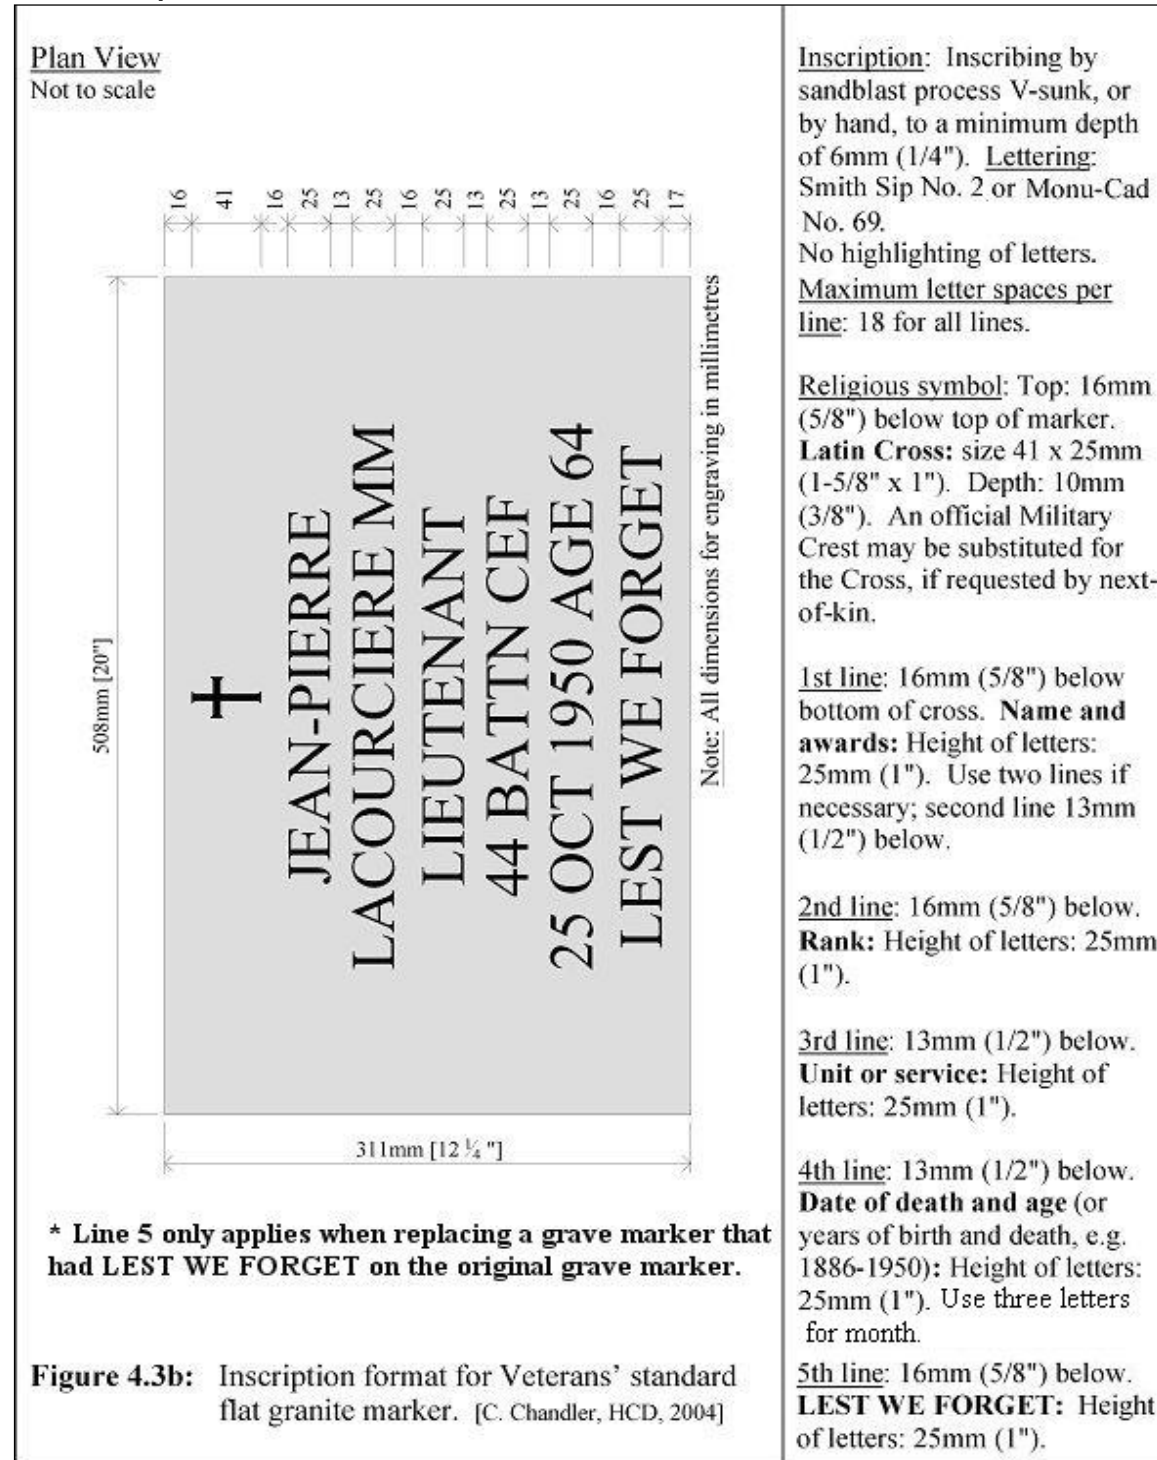 Plan View
Not to scale
16 41 16 25 13 25 16 25 13 25 13 25 16 25 17
508mm [20"]
JEAN-PIERRE
LACOURCIERE MM
LIEUTENANT
44 BATTN CEF
25 OCT 1950 AGE 64
LEST WE FORGET
Note: All dimensions for engraving in millimetres
311mm [12 ¼ "]
* Line 5 only applies when replacing a grave marker that
had LEST WE FORGET on the original grave marker.
Figure 4.3b: Inscription format for Veterans' standard
flat granite marker. [C. Chandler, HCD, 2004]
Inscription: Inscribing by
sandblast process V-sunk, or
by hand, to a minimum depth
of 6mm (1/4"). Lettering:
Smith Sip No. 2 or Monu-Cad
No. 69.
No highlighting of letters.
Maximum letter spaces per
line: 18 for all lines.
Religious symbol: Top: 16mm
(5/8") below top of marker.
Latin Cross: size 41 x 25mm
(1-5/8" x 1"). Depth: 10mm
(3/8"). An official Military
Crest may be substituted for
the Cross, if requested by next-
of-kin.
1st line: 16mm (5/8") below
bottom of cross. Name and
awards: Height of letters:
25mm (1"). Use two lines if
necessary; second line 13mm
(1/2") below.
2nd line: 16mm (5/8") below.
Rank: Height of letters: 25mm
(1").
3rd line: 13mm (1/2") below.
Unit or service: Height of
letters: 25mm (1").
4th line: 13mm (1/2") below.
Date of death and age (or
years of birth and death, e.g.
1886-1950): Height of letters:
25mm (1"). Use three letters
for month.
5th line: 16mm (5/8") below.
LEST WE FORGET: Height
of letters: 25mm (1").